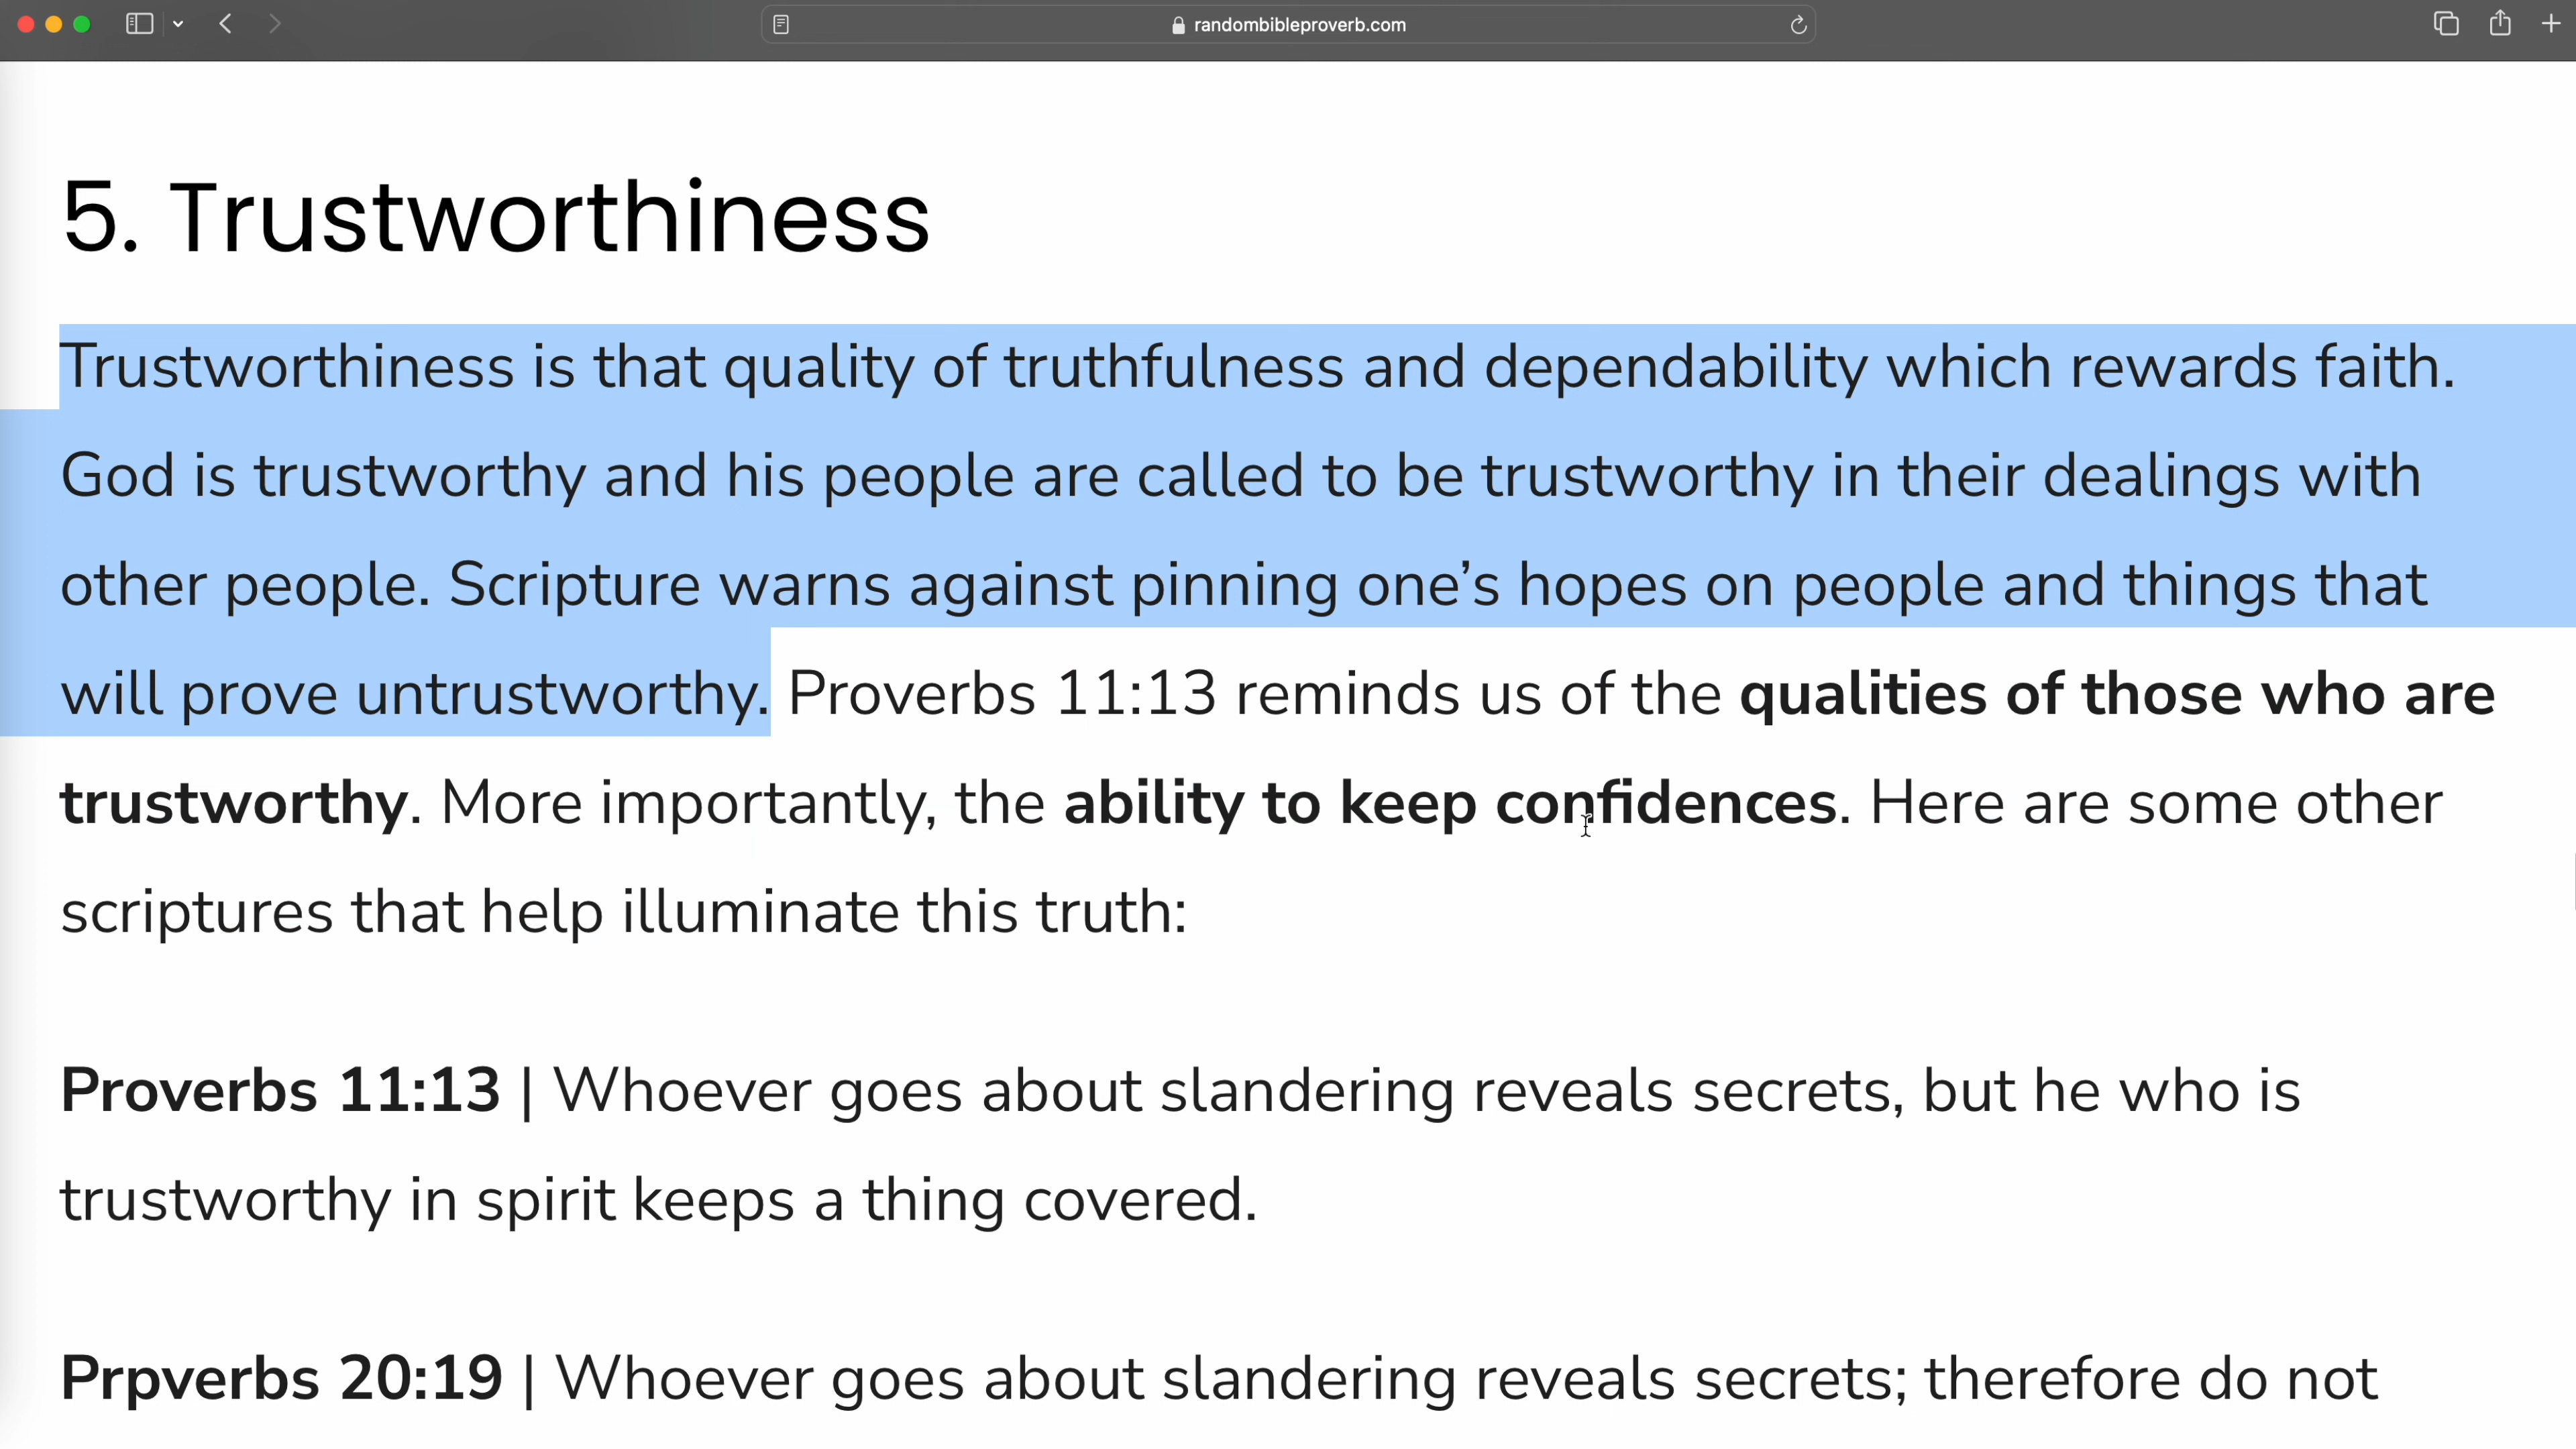 randombibleproverb.com
5. Trustworthiness
Trustworthiness is that quality of truthfulness and dependability which rewards faith.
God is trustworthy and his people are called to be trustworthy in their dealings with
other people. Scripture warns against pinning one’s hopes on people and things that
will prove untrustworthy. Proverbs 11:13 reminds us of the qualities of those who are
trustworthy. More importantly, the ability to keep confidences. Here are some other
scriptures that help illuminate this truth:
Proverbs 11:13 | Whoever goes about slandering reveals secrets, but he who is
trustworthy in spirit keeps a thing covered.
Prpverbs 20:19 | Whoever goes about slandering reveals secrets; therefore do not